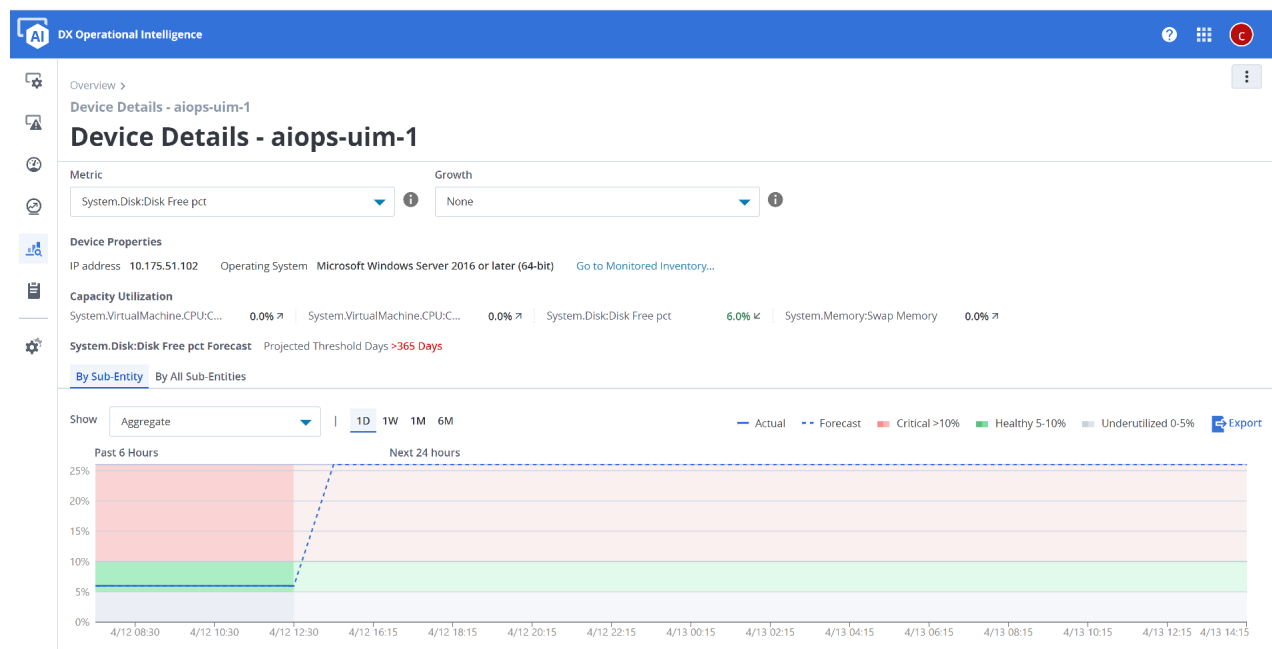 AI DX Operational Intelligence ? C
Overview >
Device Details - aiops-uim-1
Device Details - aiops-uim-1
Metric Growth
System.Disk:Disk Free pct i None i
Device Properties
IP address 10.175.51.102 Operating System Microsoft Windows Server 2016 or later (64-bit) Go to Monitored Inventory...
Capacity Utilization
System.VirtualMachine.CPU:C... 0.0% ↗ System.VirtualMachine.CPU:C... 0.0% ↗ System.Disk:Disk Free pct 6.0% ↙ System.Memory:Swap Memory 0.0% ↗
System.Disk:Disk Free pct Forecast Projected Threshold Days >365 Days
By Sub-Entity By All Sub-Entities
Show Aggregate | 1D 1W 1M 6M Actual Forecast Critical >10% Healthy 5-10% Underutilized 0-5% Export
Past 6 Hours Next 24 hours
25%
20%
15%
10%
5%
0%
4/12 08:30 4/12 10:30 4/12 12:30 4/12 16:15 4/12 18:15 4/12 20:15 4/12 22:15 4/13 00:15 4/13 02:15 4/13 04:15 4/13 06:15 4/13 08:15 4/13 10:15 4/13 12:15 4/13 14:15